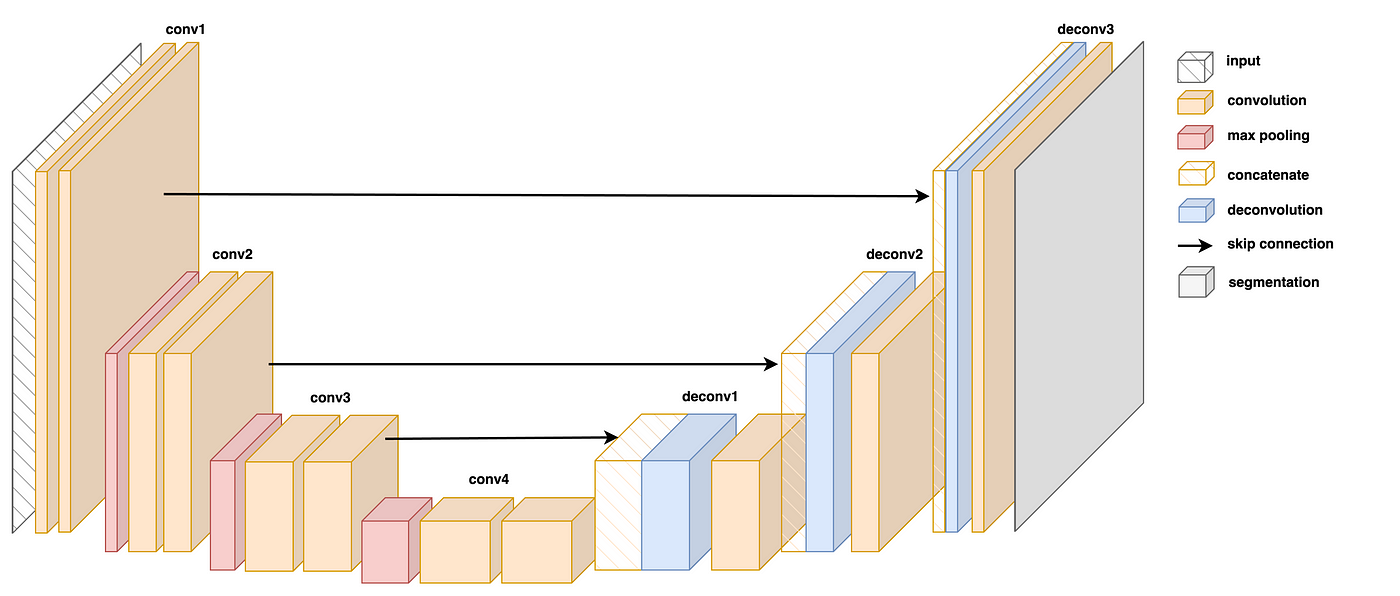 conv1
deconv3
input
convolution
max pooling
concatenate
deconvolution
skip connection
segmentation
conv2
deconv2
conv3
deconv1
conv4